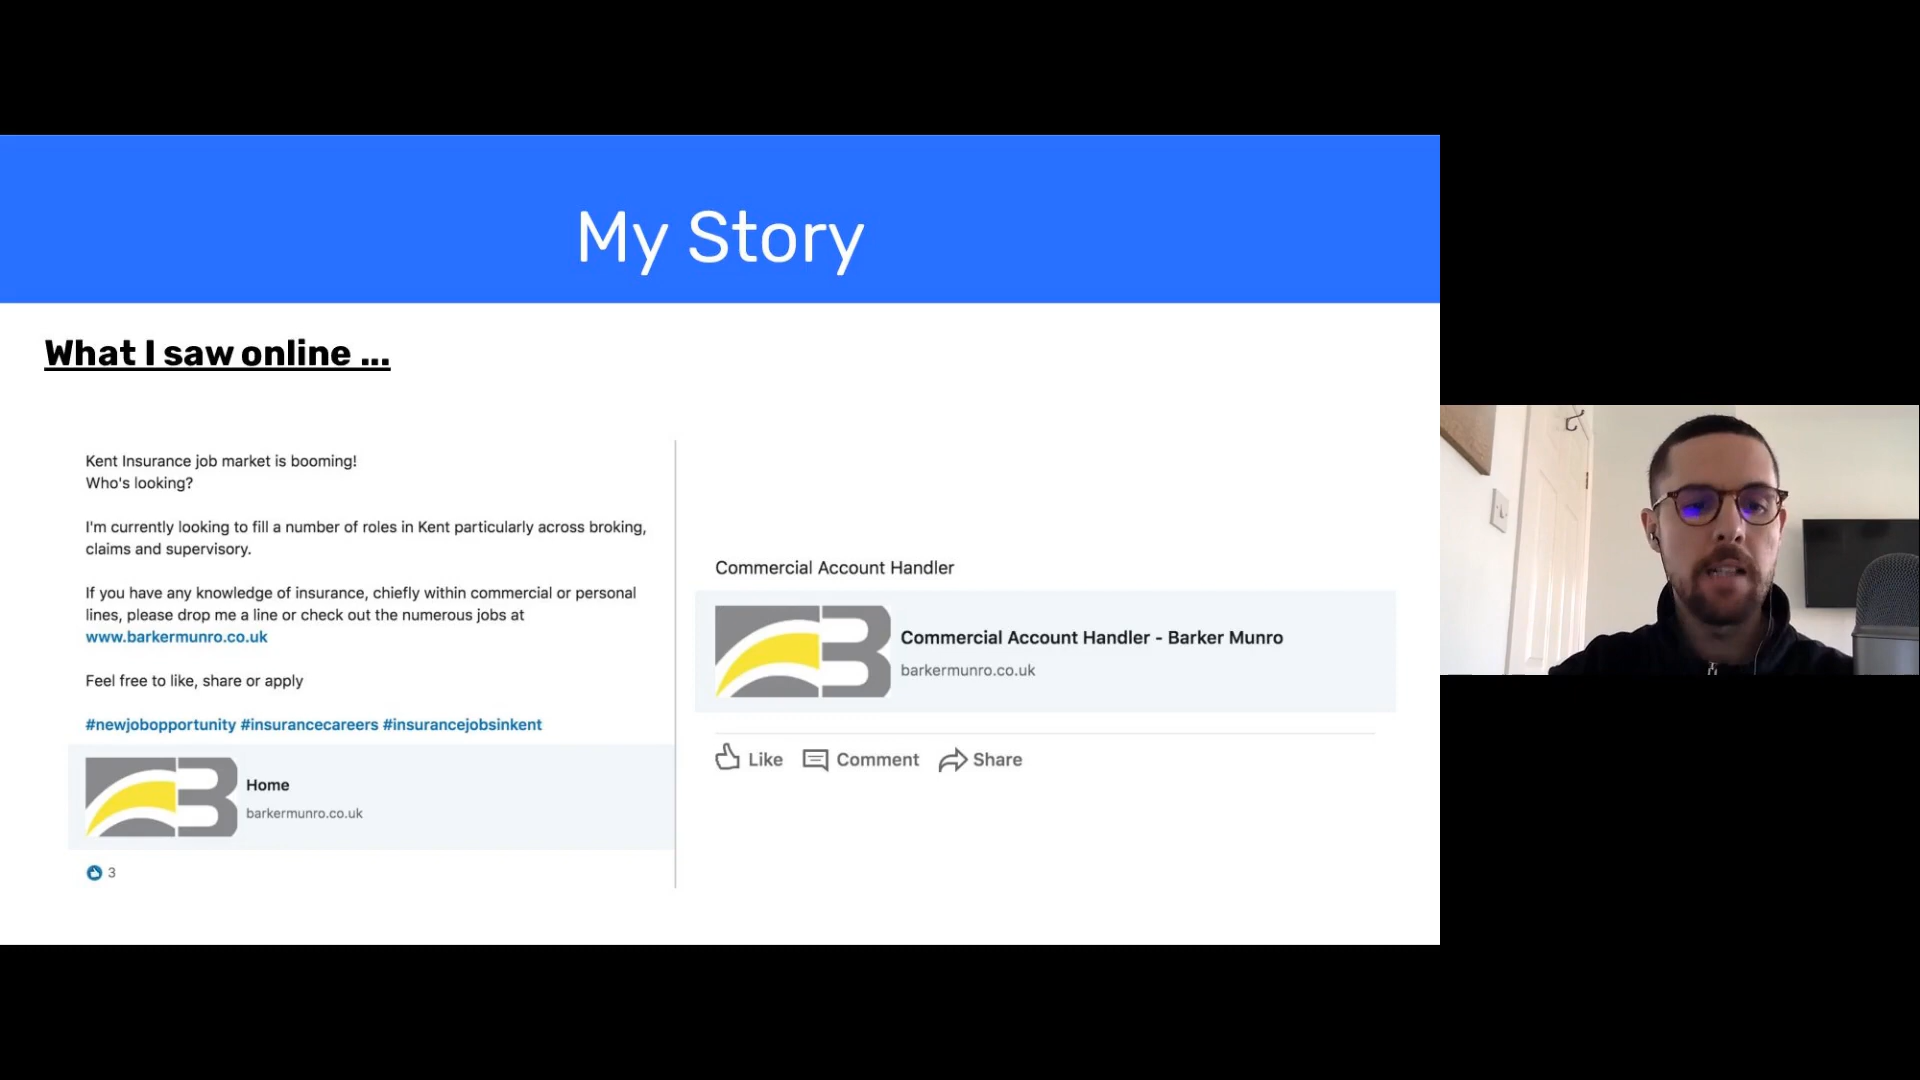 My Story
What I saw online ...
Kent Insurance job market is booming!
Who's looking?
I'm currently looking to fill a number of roles in Kent particularly across broking,
claims and supervisory.
If you have any knowledge of insurance, chiefly within commercial or personal
lines, please drop me a line or check out the numerous jobs at
www.barkermunro.co.uk
Feel free to like, share or apply
#newjobopportunity #insurancecareers #insurancejobsinkent
Home
barkermunro.co.uk
3
Commercial Account Handler
Commercial Account Handler - Barker Munro
barkermunro.co.uk
Like Comment Share